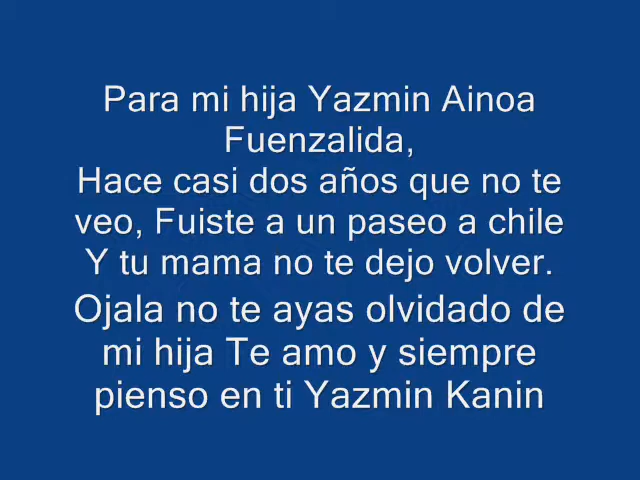 Para mi hija Yazmin Ainoa
Fuenzalida,
Hace casi dos años que no te
veo, Fuiste a un paseo a chile
Y tu mama no te dejo volver.
Ojala no te ayas olvidado de
mi hija Te amo y siempre
pienso en ti Yazmin Kanin